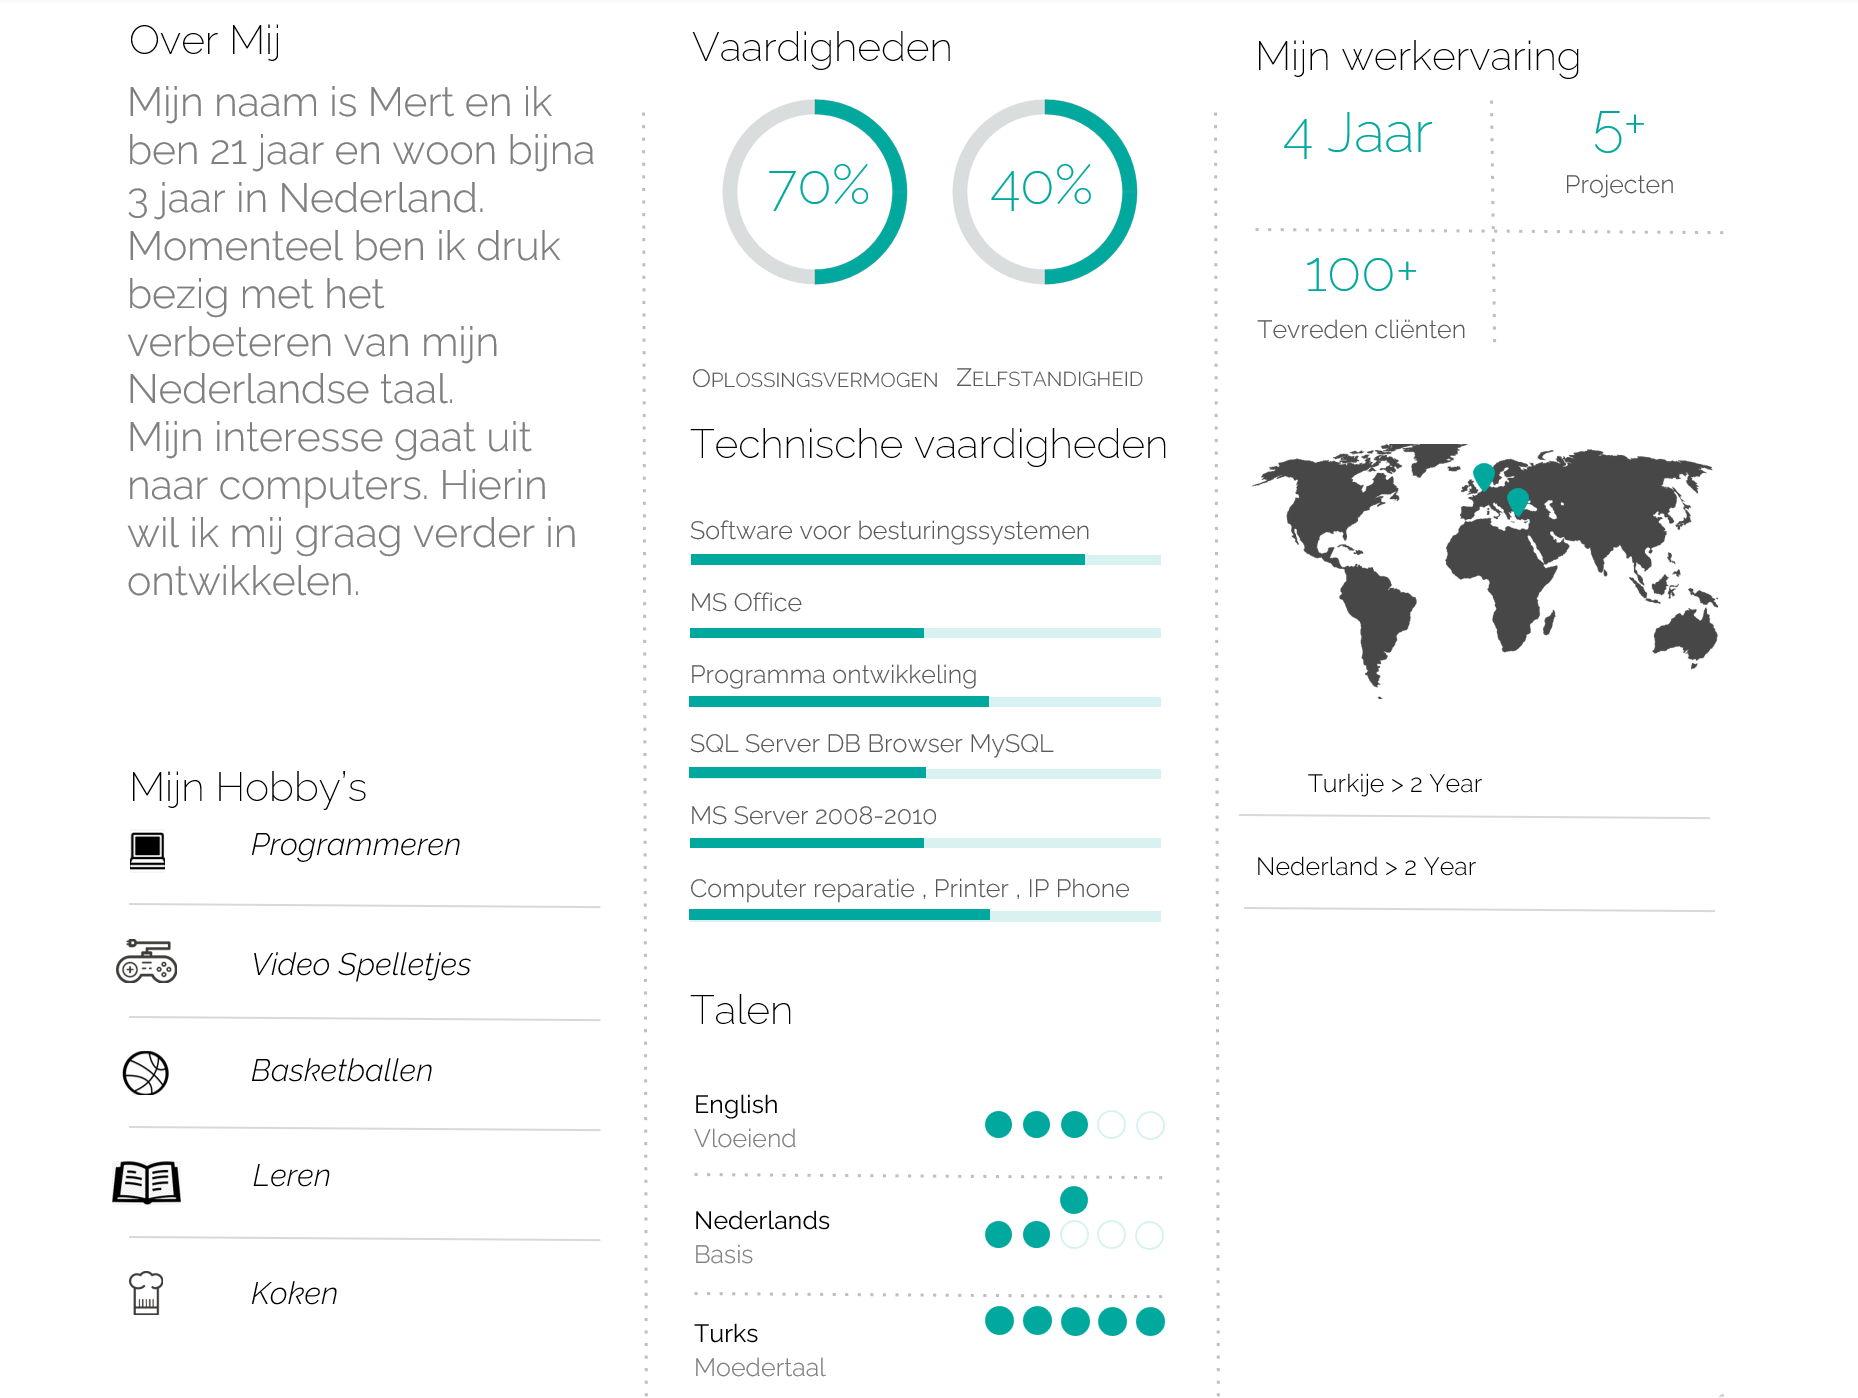 Over Mij
Mijn naam is Mert en ik
ben 21 jaar en woon bijna
3 jaar in Nederland.
Momenteel ben ik druk
bezig met het
verbeteren van mijn
Nederlandse taal.
Mijn interesse gaat uit
naar computers. Hierin
wil ik mij graag verder in
ontwikkelen.
Mijn Hobby's
Programmeren
Video Spelletjes
Basketballen
Leren
Koken
Vaardigheden
70%
40%
OPLOSSINGSVERMOGEN
ZELFSTANDIGHEID
Technische vaardigheden
Software voor besturingssystemen
MS Office
Programma ontwikkeling
SQL Server DB Browser MySQL
MS Server 2008-2010
Computer reparatie , Printer , IP Phone
Talen
English
Vloeiend
Nederlands
Basis
Turks
Moedertaal
Mijn werkervaring
4 Jaar
5+
Projecten
100+
Tevreden cliënten
Turkije > 2 Year
Nederland > 2 Year